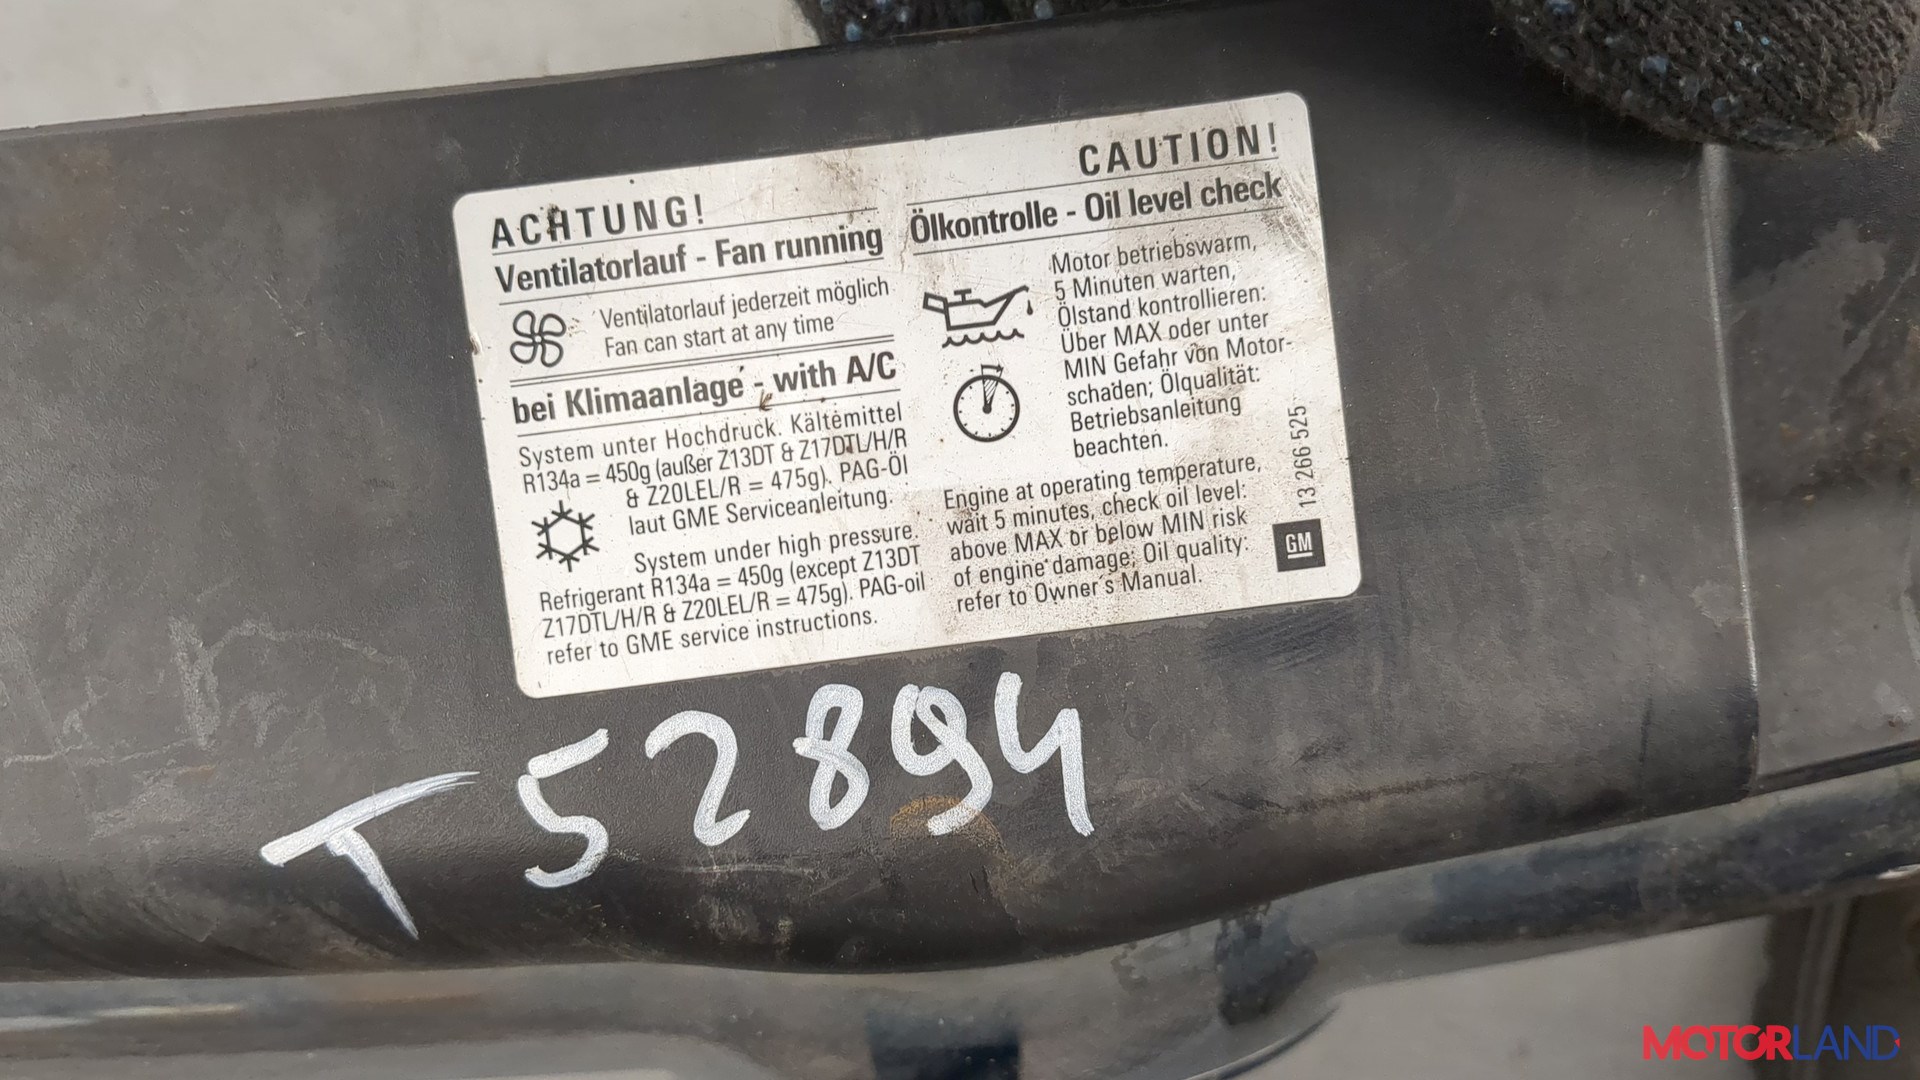 ACHTUNG!
Ventilatorlauf - Fan running
Ventilatorlauf jederzeit möglich
Fan can start at any time
bei Klimaanlage - with A/C
System unter Hochdruck. Kältemittel
R134a = 450g (außer Z13DT & Z17DTL/H/R
& Z20LEL/R = 475g). PAG-Öl
laut GME Serviceanleitung.
System under high pressure.
Refrigerant R134a = 450g (except Z13DT
Z17DTL/H/R & Z20LEL/R = 475g). PAG-oil
refer to GME service instructions.
CAUTION!
Ölkontrolle - Oil level check
Motor betriebswarm,
5 Minuten warten,
Ölstand kontrollieren:
Über MAX oder unter
MIN Gefahr von Motor-
schaden; Ölqualität:
Betriebsanleitung
beachten.
Engine at operating temperature,
wait 5 minutes, check oil level:
above MAX or below MIN risk
of engine damage; Oil quality:
refer to Owner's Manual.
13 266 525
GM
T52894
MOTORLAND